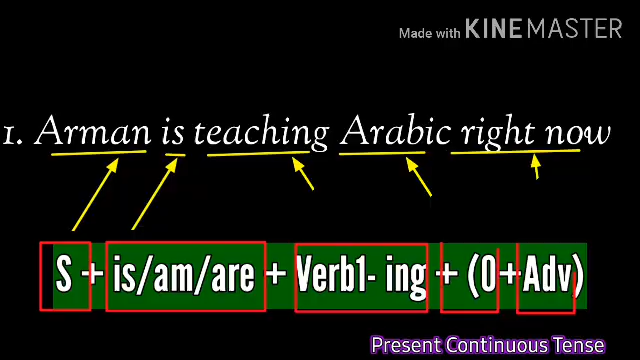 Made with KINEMASTER
1. Arman is teaching Arabic right now
S + is/am/are + Verb1- ing + (O+Adv)
Present Continuous Tense